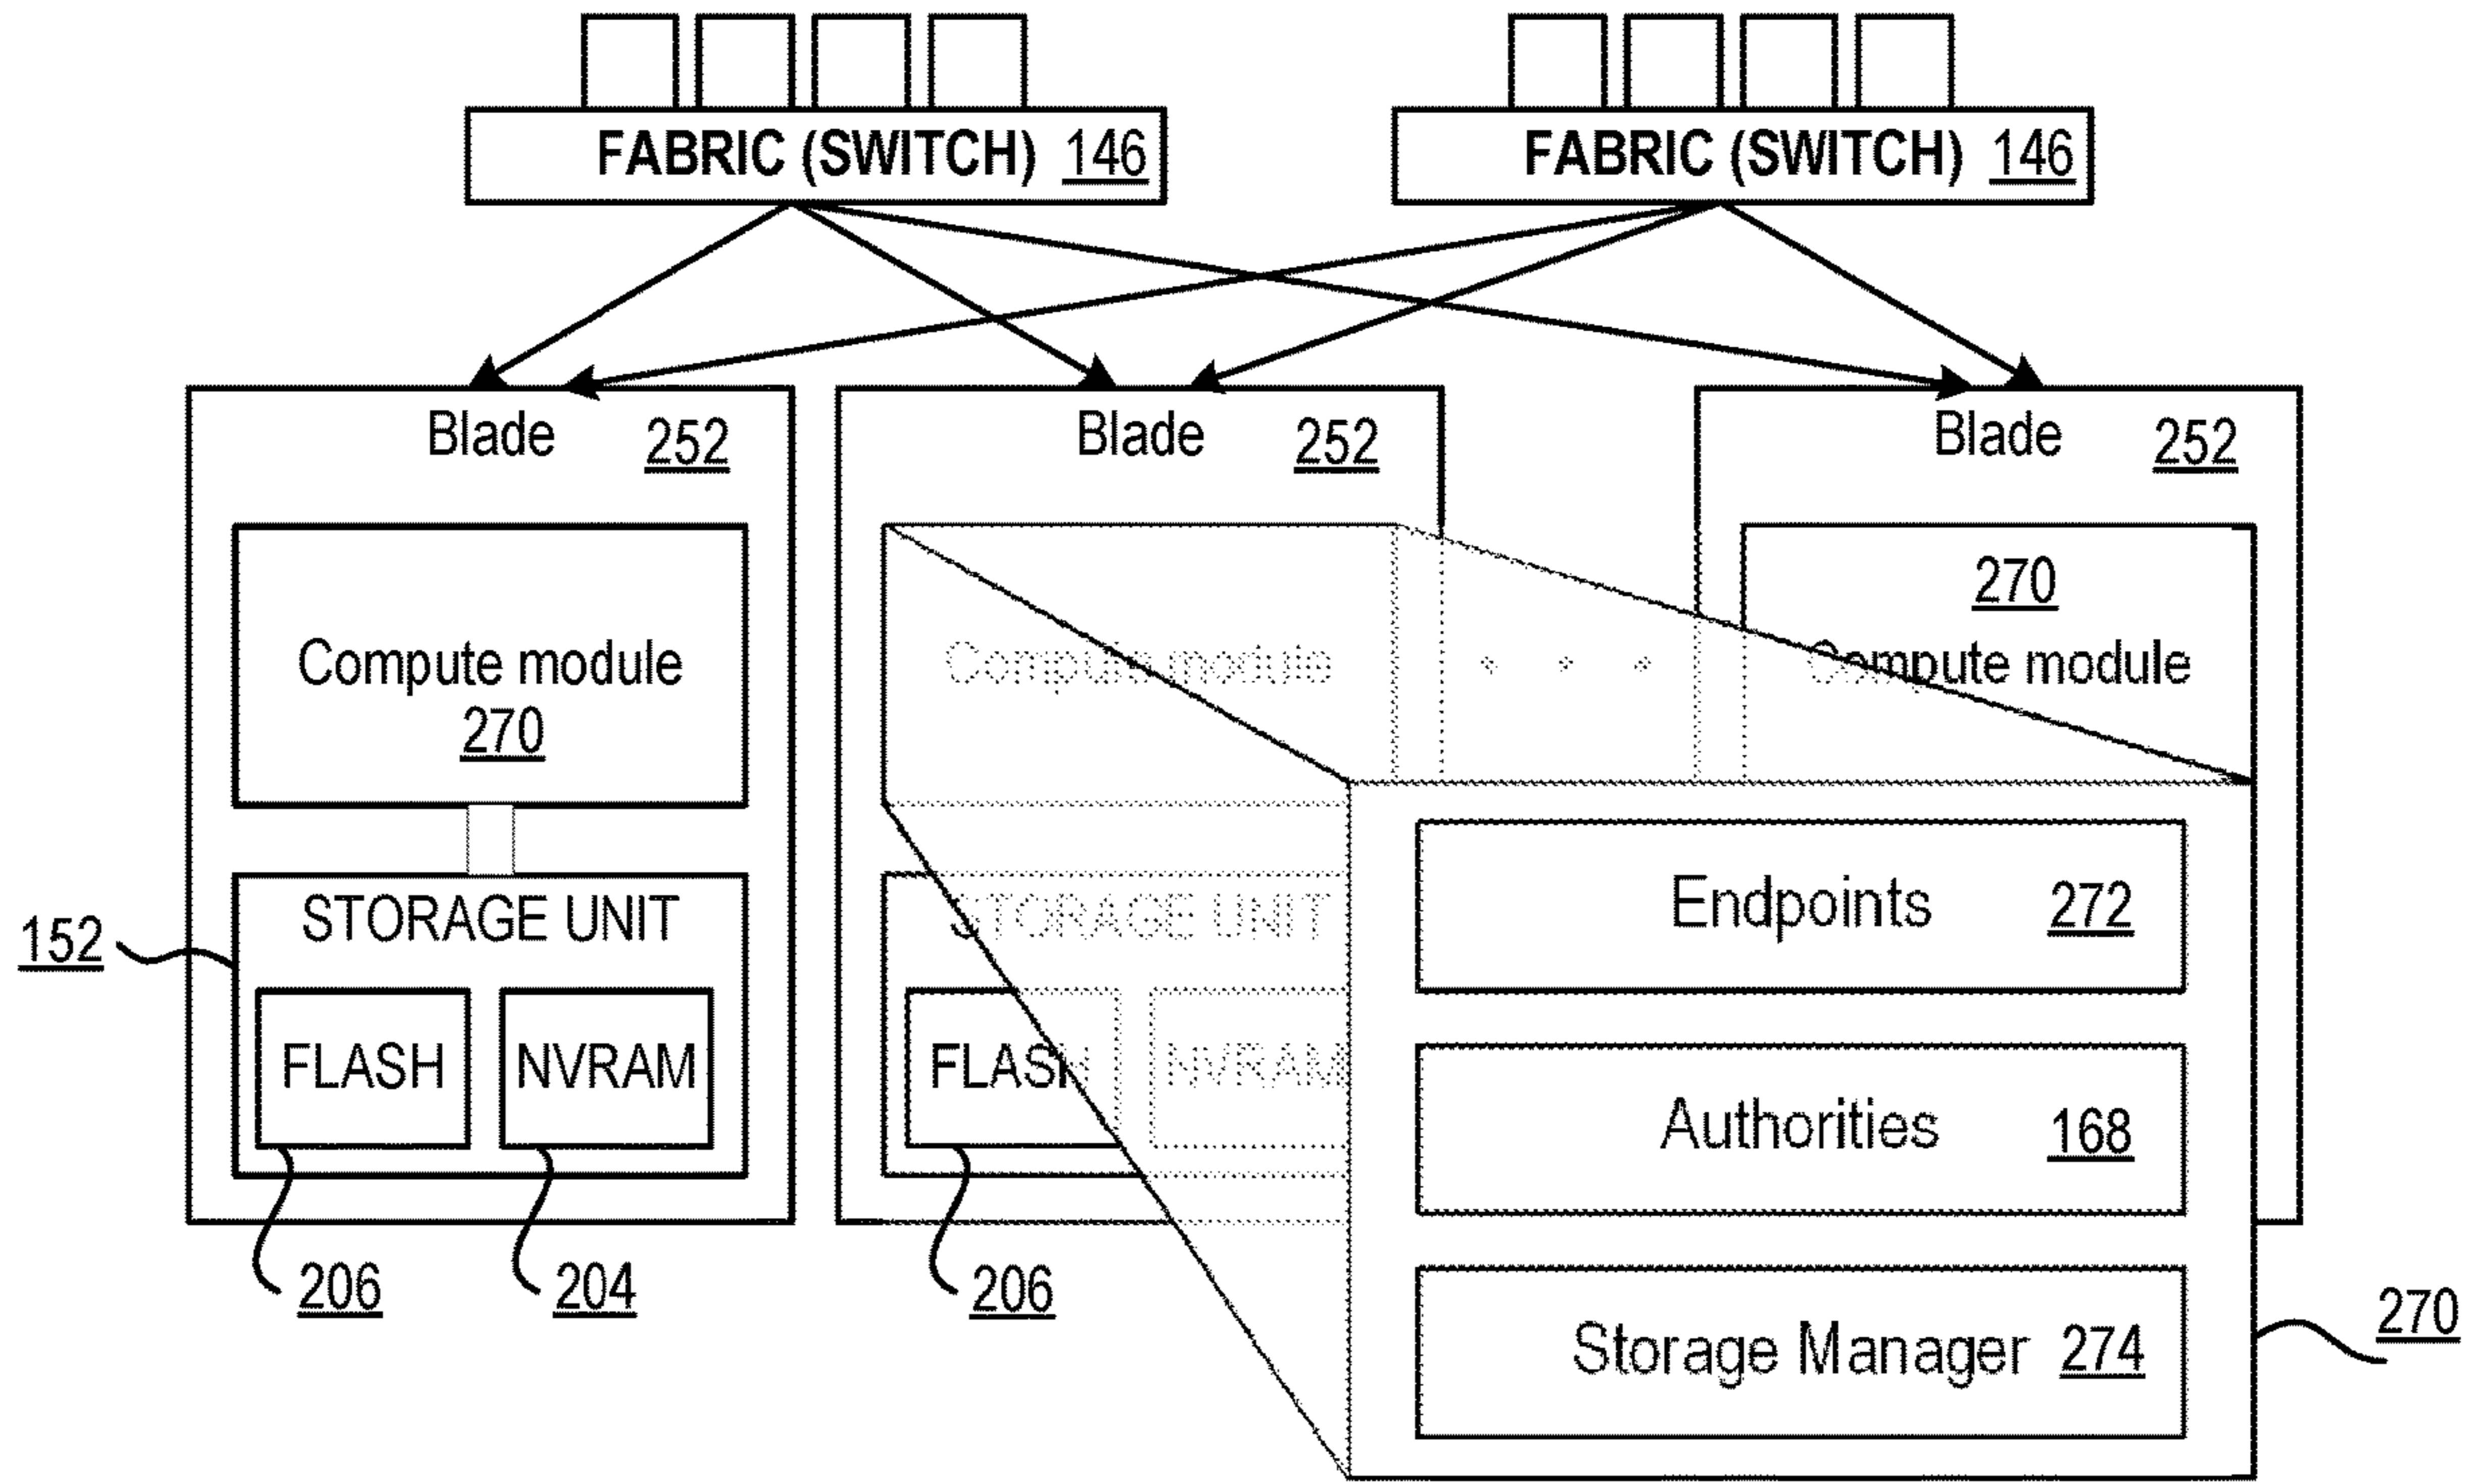 FABRIC (SWITCH) 146
FABRIC (SWITCH) 146
Blade 252
Blade 252
Blade 252
Compute module
270
Compute module
270
Compute module
152
STORAGE UNIT
FLASH
NVRAM
206
204
STORAGE UNIT
FLASH
NVRAM
206
Endpoints 272
Authorities 168
Storage Manager 274
270